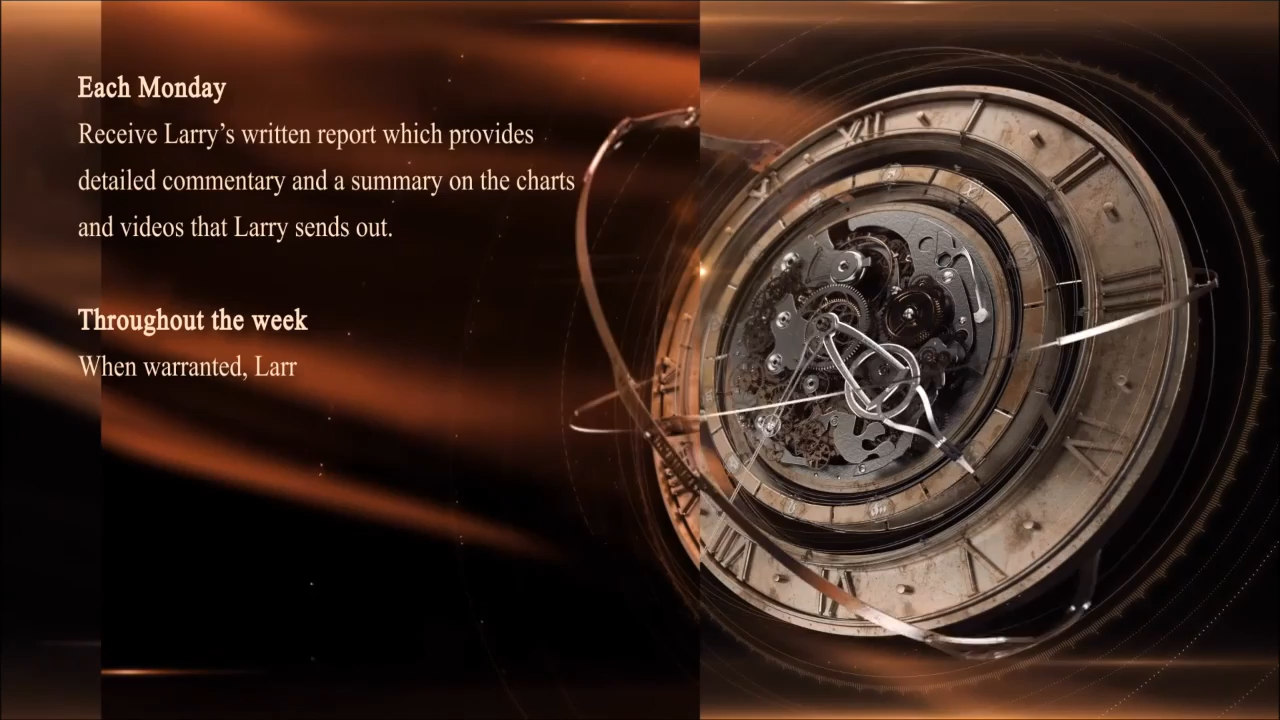 Each Monday
Receive Larry’s written report which provides
detailed commentary and a summary on the charts
and videos that Larry sends out.
Throughout the week
When warranted, Larr
XII